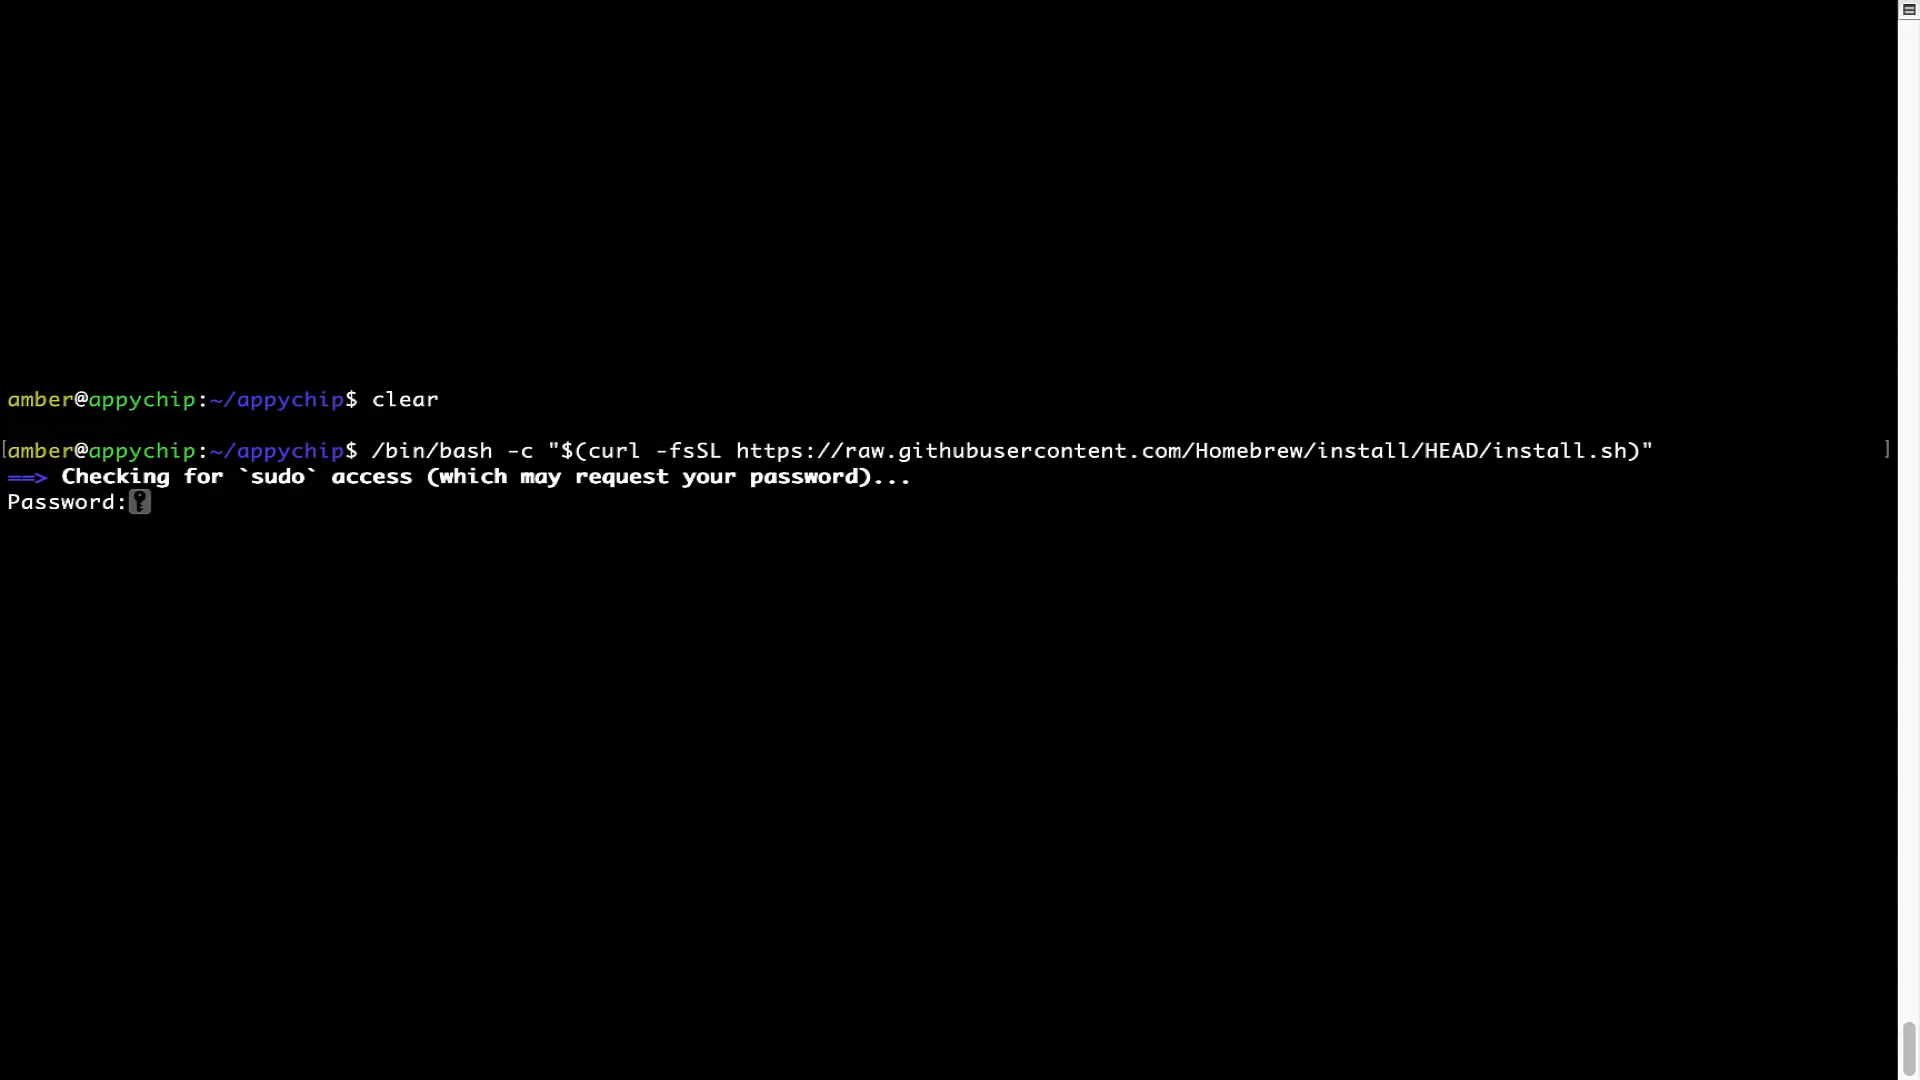 amber@appychip:~/appychip$ clear
[amber@appychip:~/appychip$ /bin/bash -c "$(curl -fsSL https://raw.githubusercontent.com/Homebrew/install/HEAD/install.sh)" ]
==> Checking for `sudo` access (which may request your password)...
Password: